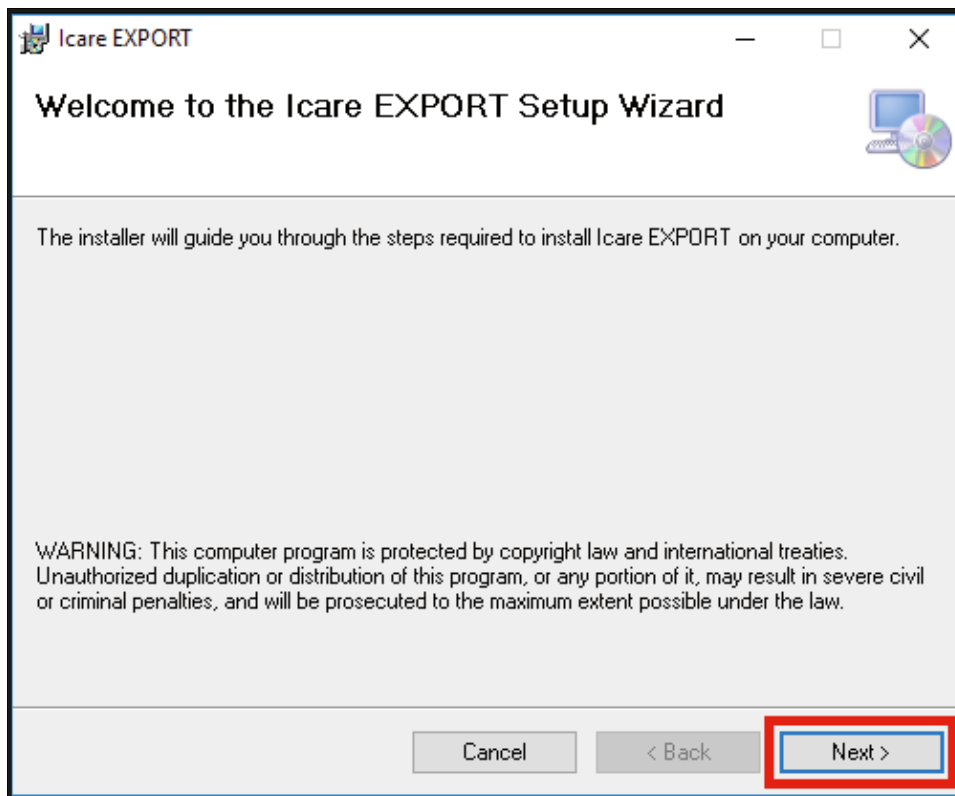 Icare EXPORT
Welcome to the Icare EXPORT Setup Wizard
The installer will guide you through the steps required to install Icare EXPORT on your computer.
WARNING: This computer program is protected by copyright law and international treaties.
Unauthorized duplication or distribution of this program, or any portion of it, may result in severe civil
or criminal penalties, and will be prosecuted to the maximum extent possible under the law.
Cancel
< Back
Next >